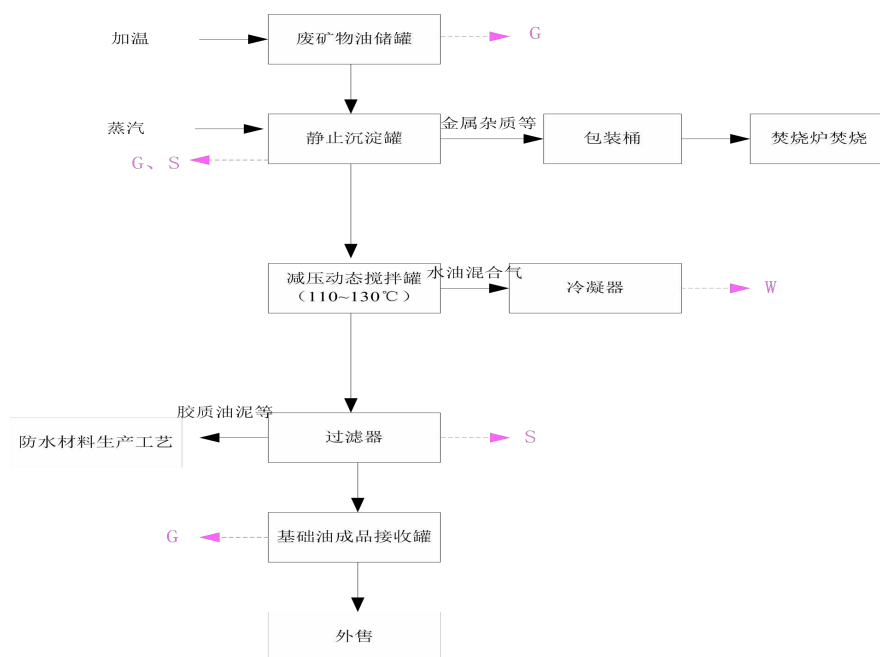 加温
废矿物油储罐
G
蒸汽
静止沉淀罐
金属杂质等
包装桶
焚烧炉焚烧
G、S
减压动态搅拌罐
（110~130℃）
水油混合气
冷凝器
W
胶质油泥等
防水材料生产工艺
过滤器
S
G
基础油成品接收罐
外售